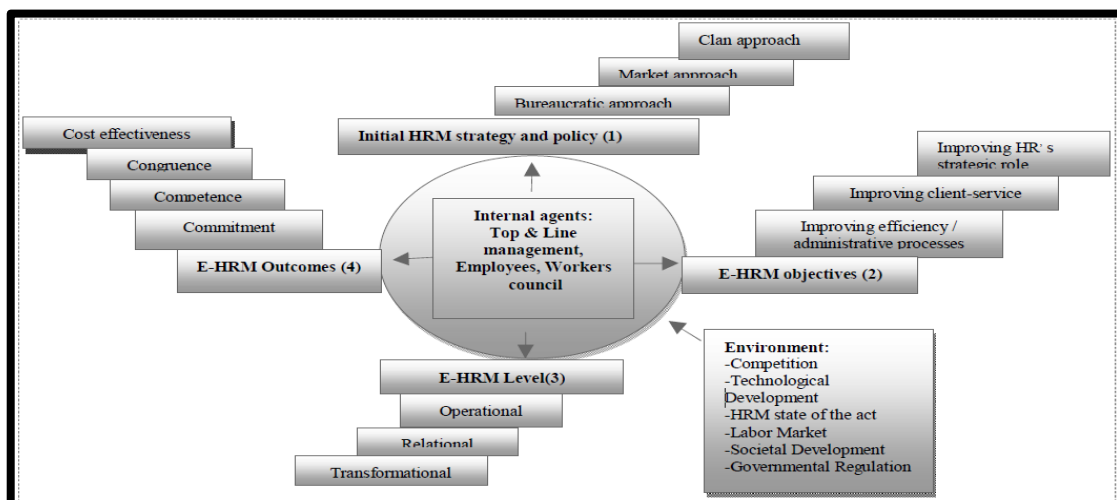 Clan approach
Market approach
Bureaucratic approach
Initial HRM strategy and policy (1)
Cost effectiveness
Congruence
Competence
Commitment
E-HRM Outcomes (4)
Internal agents:
Top & Line
management,
Employees, Workers
council
Improving HR's
strategic role
Improving client-service
Improving efficiency /
administrative processes
E-HRM objectives (2)
E-HRM Level(3)
Operational
Relational
Transformational
Environment:
-Competition
-Technological
Development
-HRM state of the act
-Labor Market
-Societal Development
-Governmental Regulation